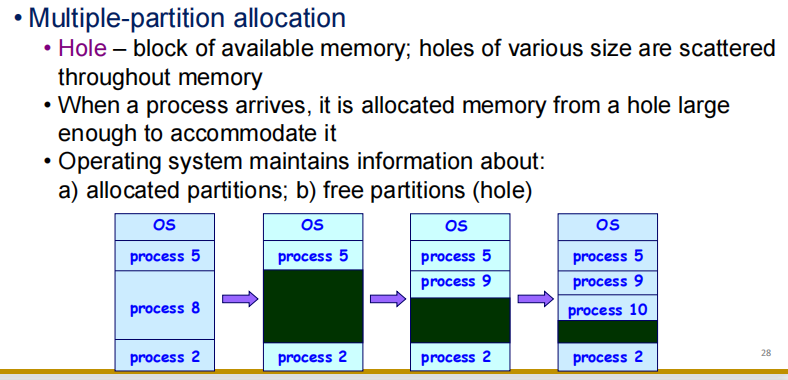 • Multiple-partition allocation
• Hole – block of available memory; holes of various size are scattered
throughout memory
• When a process arrives, it is allocated memory from a hole large
enough to accommodate it
• Operating system maintains information about:
a) allocated partitions; b) free partitions (hole)
OS
process 5
process 8
process 2
OS
process 5
process 2
OS
process 5
process 9
process 2
OS
process 5
process 9
process 10
process 2
28